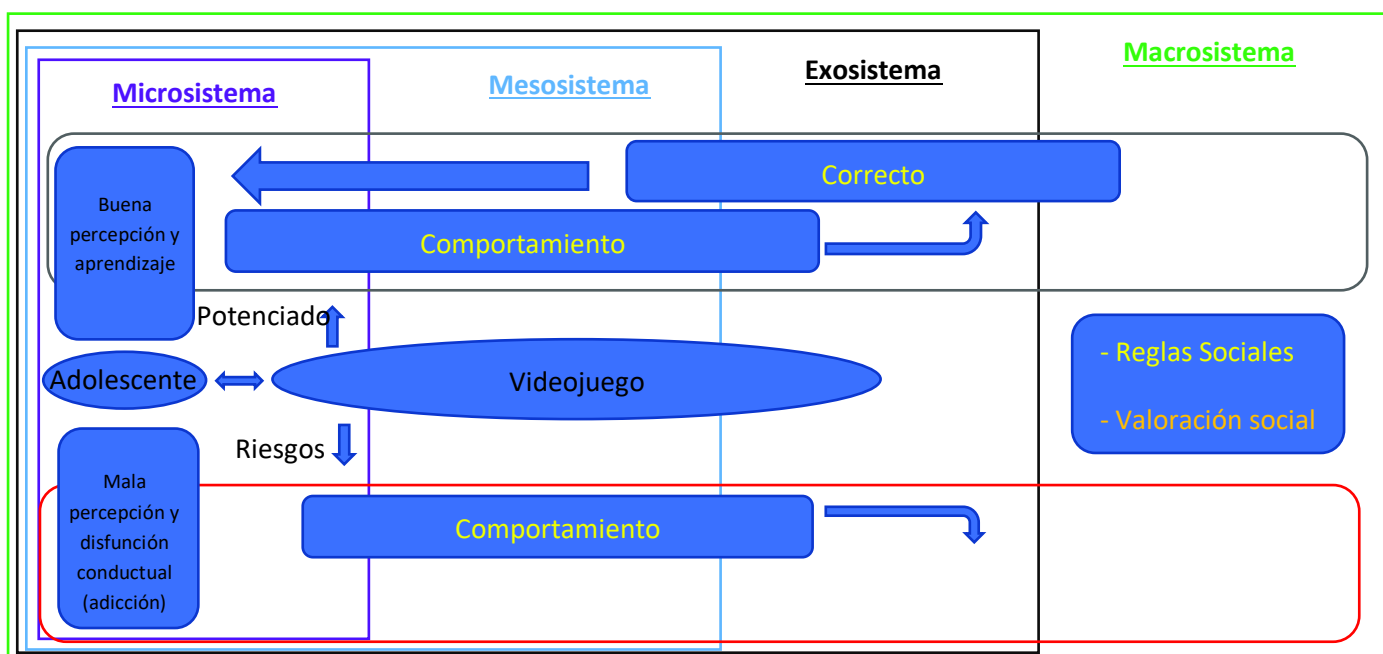 Microsistema
Mesosistema
Exosistema
Macrosistema
Buena
percepción y
aprendizaje
Correcto
Comportamiento
Potenciado
Adolescente
Videojuego
- Reglas Sociales
- Valoración social
Riesgos
Mala
percepción y
disfunción
conductual
(adicción)
Comportamiento